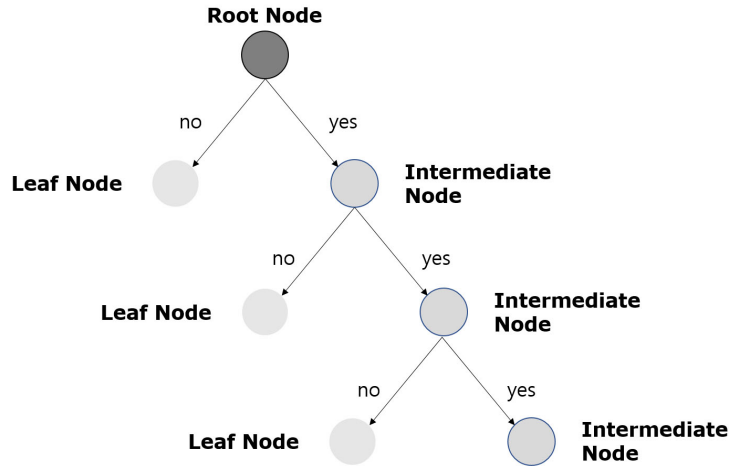 Root Node
no
yes
Leaf Node
Intermediate
Node
no
yes
Leaf Node
Intermediate
Node
no
yes
Leaf Node
Intermediate
Node